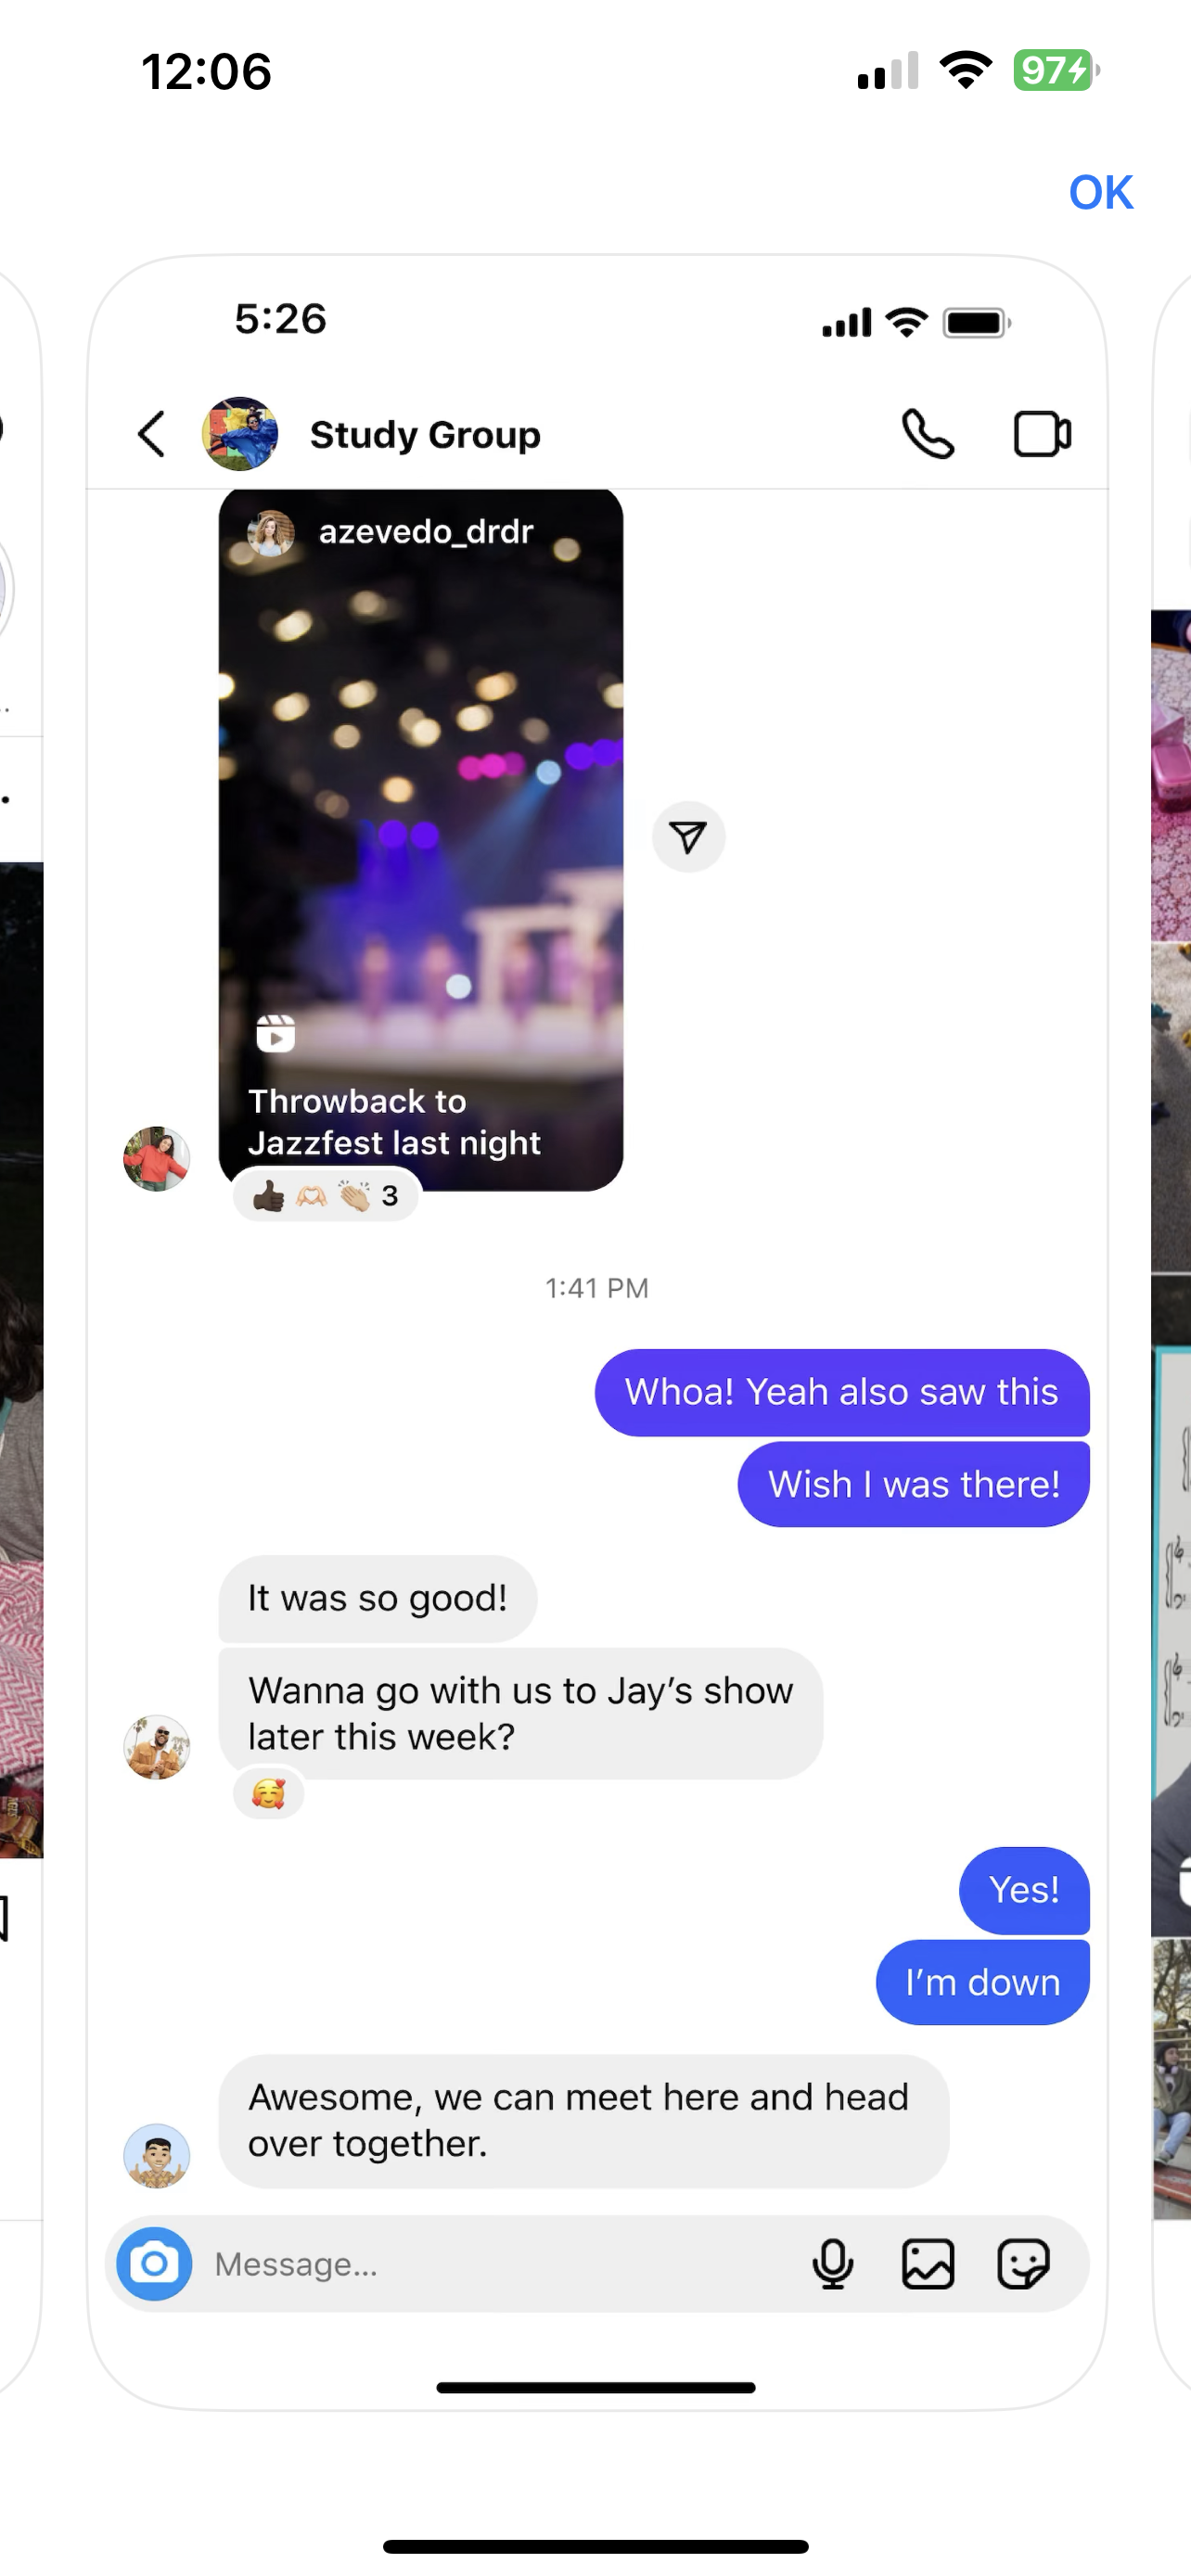 12:06
97
OK
5:26
Study Group
azevedo_drdr
Throwback to
Jazzfest last night
👍🏿 🫶🏻 👏🏼 3
1:41 PM
Whoa! Yeah also saw this
Wish I was there!
It was so good!
Wanna go with us to Jay’s show
later this week?
🥰
Yes!
I’m down
Awesome, we can meet here and head
over together.
Message...